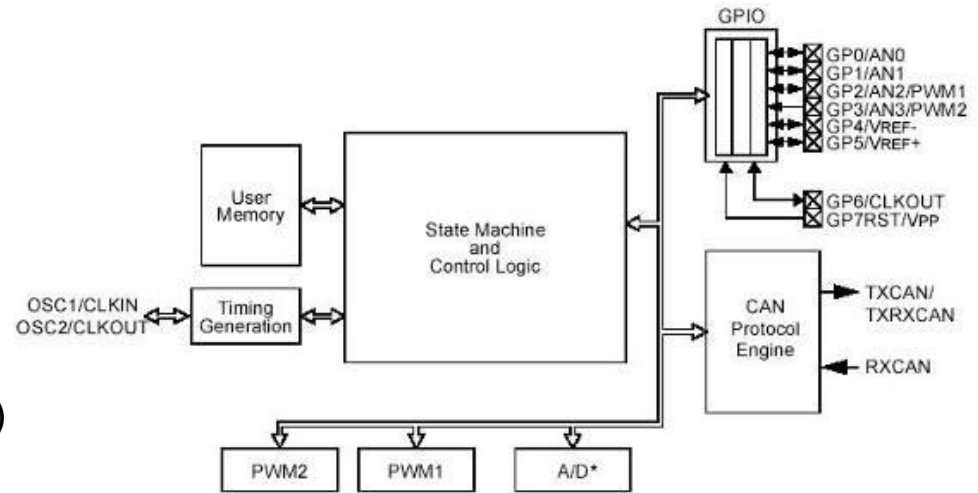 GPIO
GP0/AN0
GP1/AN1
GP2/AN2/PWM1
GP3/AN3/PWM2
GP4/VREF-
GP5/VREF+
User
Memory
State Machine
and
Control Logic
GP6/CLKOUT
GP7RST/VPP
OSC1/CLKIN
OSC2/CLKOUT
Timing
Generation
CAN
Protocol
Engine
TXCAN/
TXRXCAN
RXCAN
)
PWM2
PWM1
A/D*